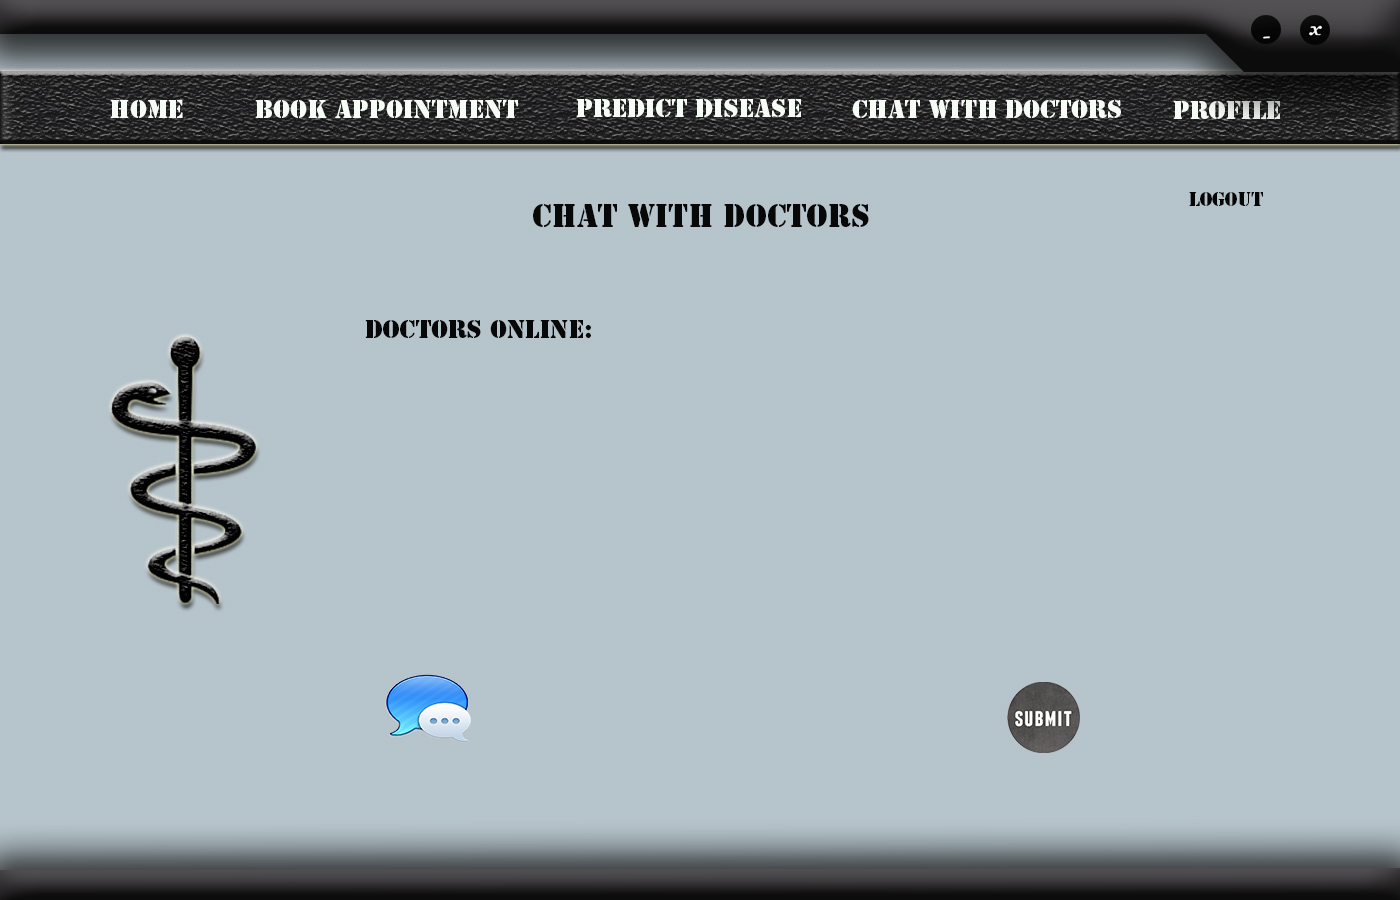 _ x
HOME BOOK APPOINTMENT PREDICT DISEASE CHAT WITH DOCTORS PROFILE
LOGOUT
CHAT WITH DOCTORS
DOCTORS ONLINE:
SUBMIT